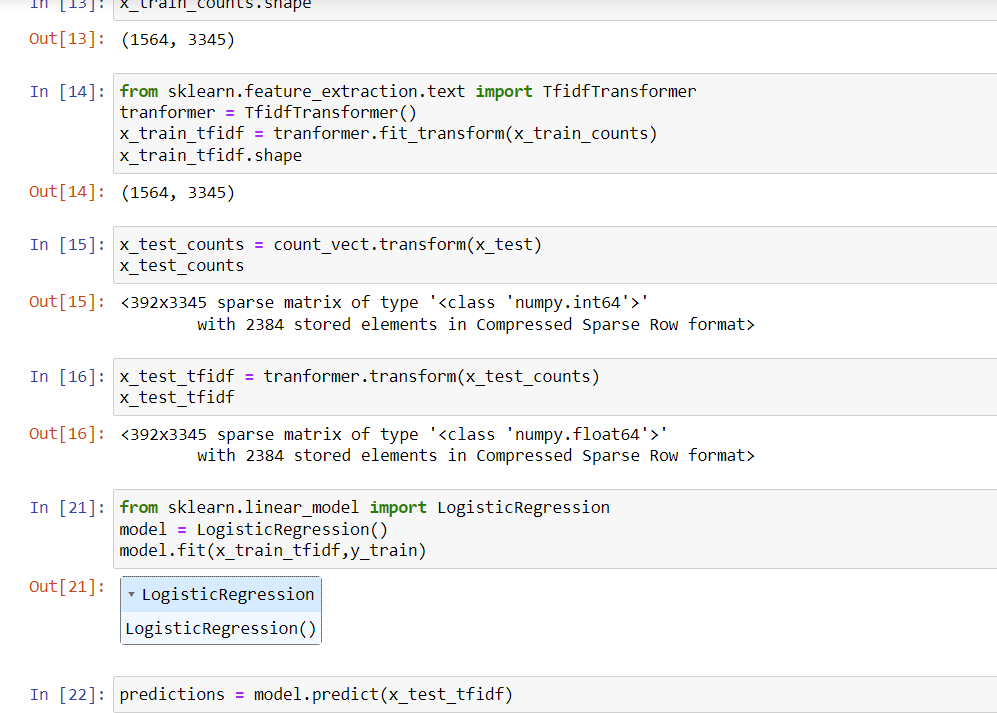 In [13]: x_train_counts.shape
Out[13]: (1564, 3345)
In [14]: from sklearn.feature_extraction.text import TfidfTransformer
tranformer = TfidfTransformer()
x_train_tfidf = tranformer.fit_transform(x_train_counts)
x_train_tfidf.shape
Out[14]: (1564, 3345)
In [15]: x_test_counts = count_vect.transform(x_test)
x_test_counts
Out[15]: <392x3345 sparse matrix of type '<class 'numpy.int64'>'
with 2384 stored elements in Compressed Sparse Row format>
In [16]: x_test_tfidf = tranformer.transform(x_test_counts)
x_test_tfidf
Out[16]: <392x3345 sparse matrix of type '<class 'numpy.float64'>'
with 2384 stored elements in Compressed Sparse Row format>
In [21]: from sklearn.linear_model import LogisticRegression
model = LogisticRegression()
model.fit(x_train_tfidf,y_train)
Out[21]: ▾ LogisticRegression
LogisticRegression()
In [22]: predictions = model.predict(x_test_tfidf)